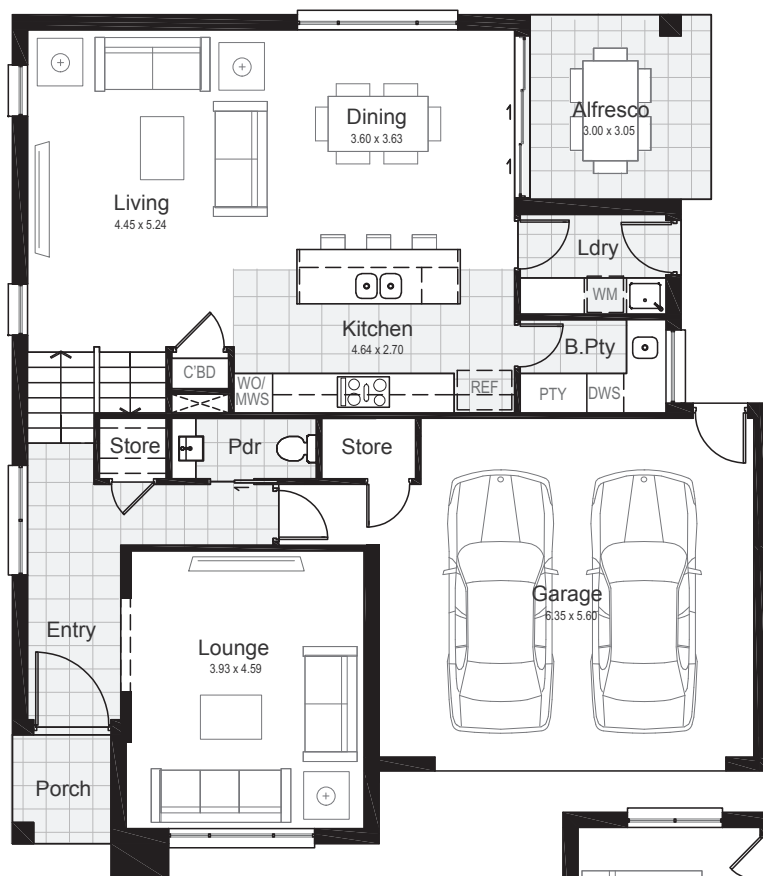 Dining
3.60 x 3.63
Alfresco
3.00 x 3.05
Living
4.45 x 5.24
Ldry
WM
Kitchen
4.64 x 2.70
B.Pty
C'BD
WO/
MWS
REF
PTY
DWS
Store
Pdr
Store
Garage
6.35 x 5.60
Entry
Lounge
3.93 x 4.59
Porch